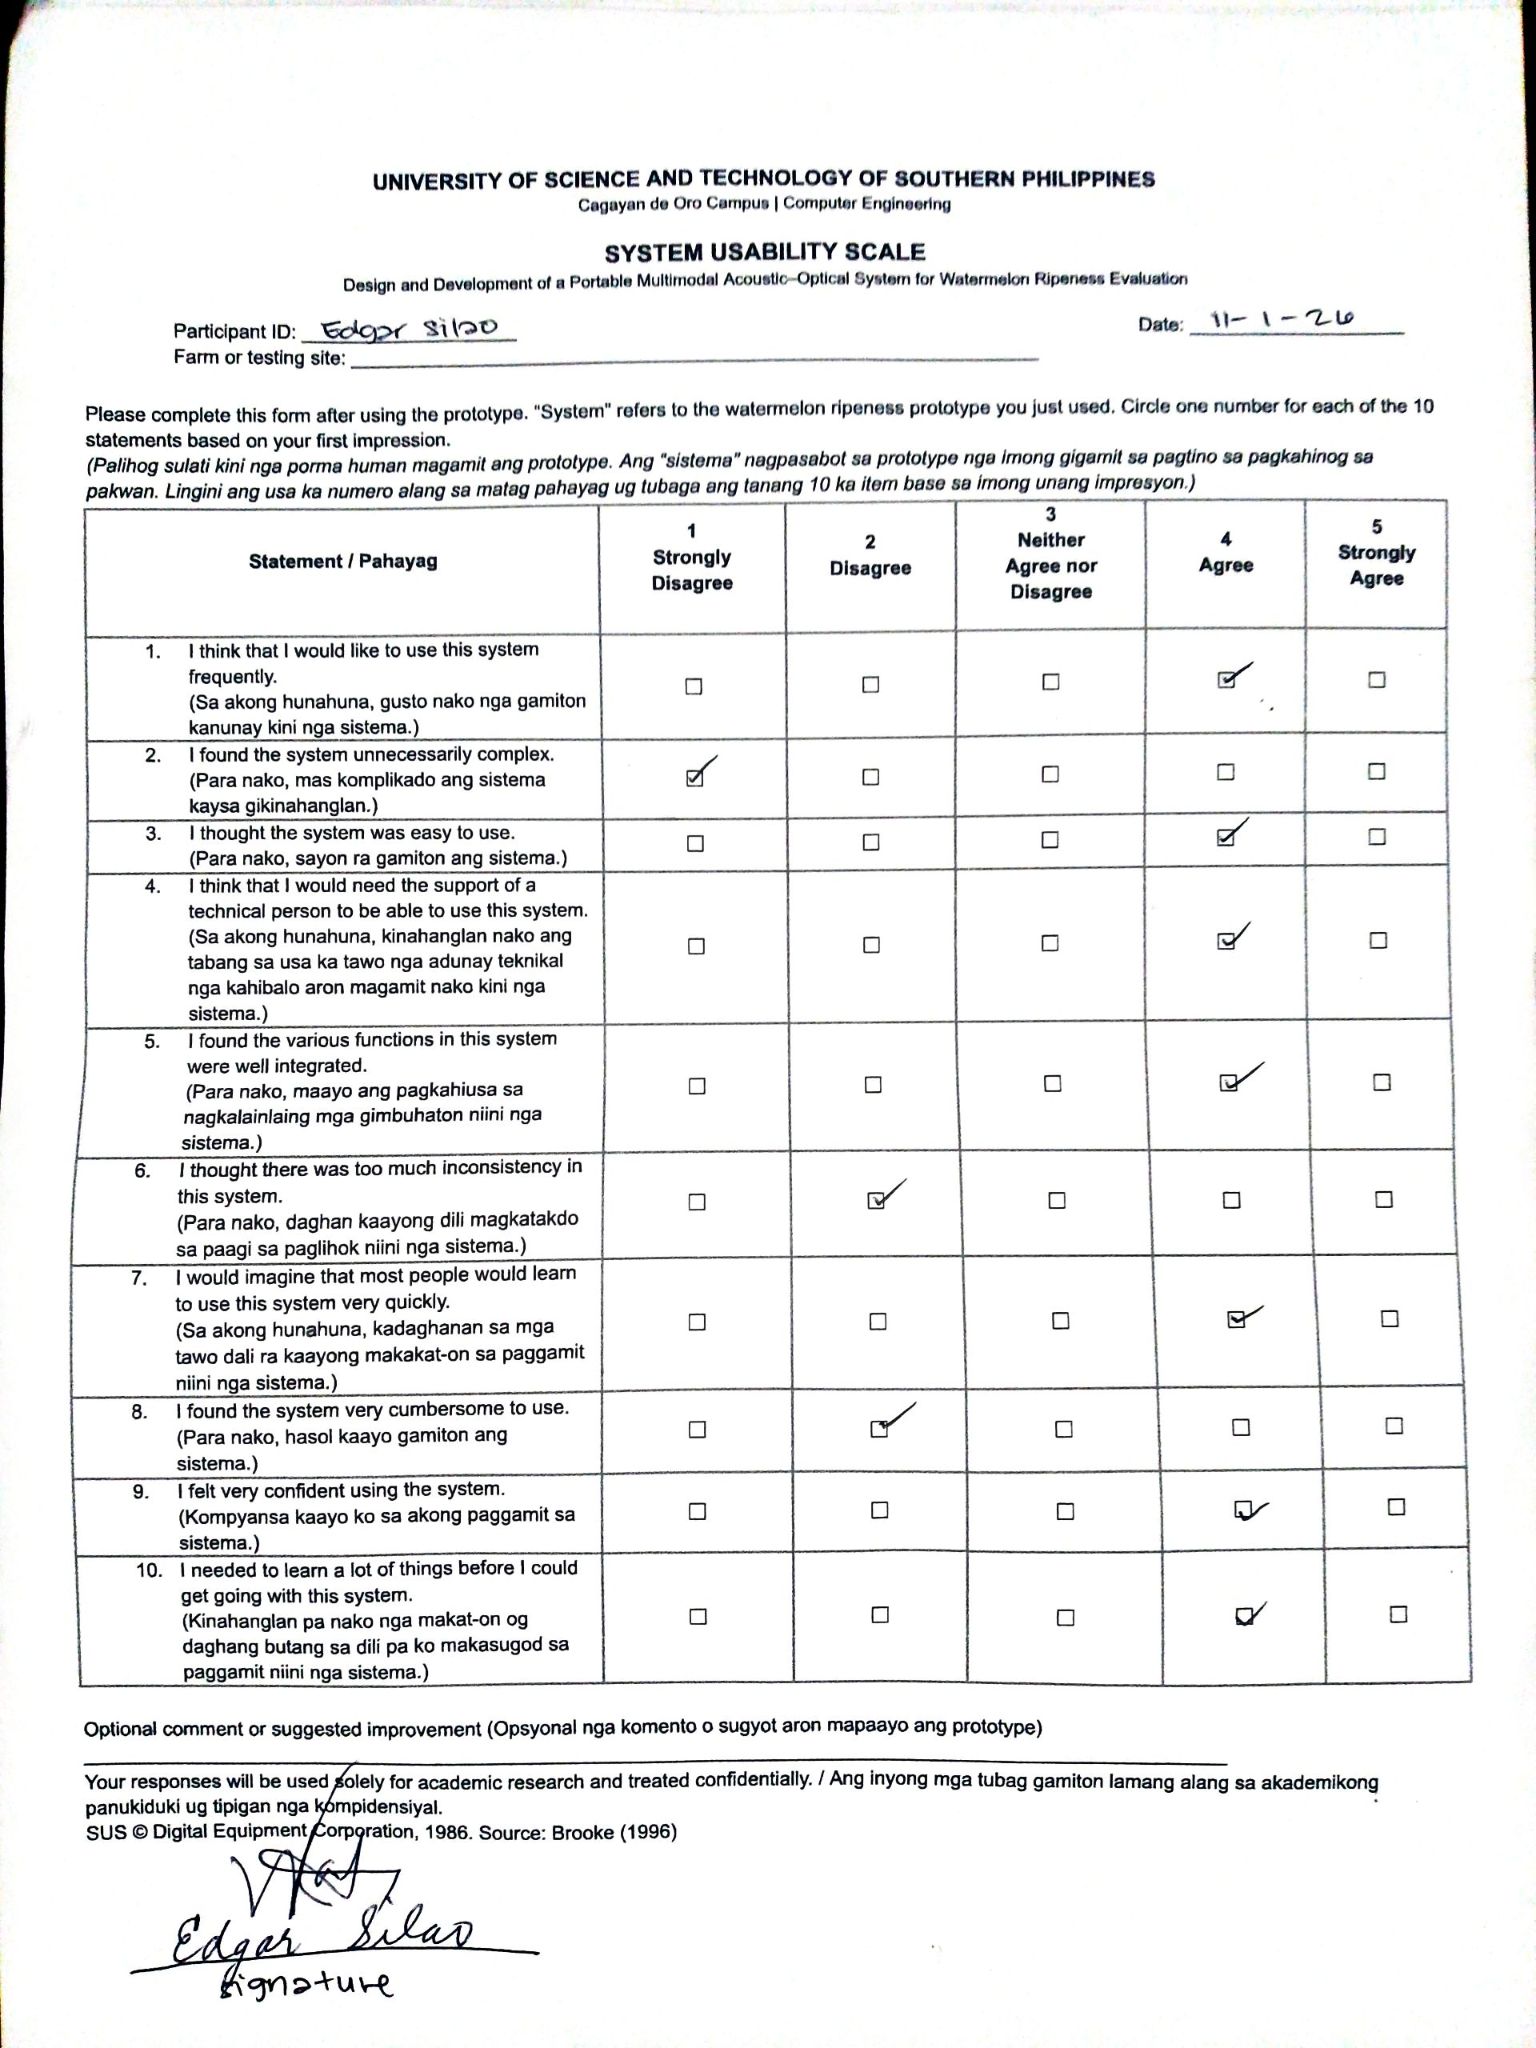 UNIVERSITY OF SCIENCE AND TECHNOLOGY OF SOUTHERN PHILIPPINES
Cagayan de Oro Campus | Computer Engineering
SYSTEM USABILITY SCALE
Design and Development of a Portable Multimodal Acoustic–Optical System for Watermelon Ripeness Evaluation
Participant ID: Edgar Silao Date: 11-1-26
Farm or testing site:
Please complete this form after using the prototype. "System" refers to the watermelon ripeness prototype you just used. Circle one number for each of the 10
statements based on your first impression.
(Palihog sulati kini nga porma human magamit ang prototype. Ang "sistema" nagpasabot sa prototype nga imong gigamit sa pagtino sa pagkahinog sa
pakwan. Lingini ang usa ka numero alang sa matag pahayag ug tubaga ang tanang 10 ka item base sa imong unang impresyon.)
Statement / Pahayag
1
Strongly
Disagree
2
Disagree
3
Neither
Agree nor
Disagree
4
Agree
5
Strongly
Agree
1. I think that I would like to use this system
frequently.
(Sa akong hunahuna, gusto nako nga gamiton
kanunay kini nga sistema.)
2. I found the system unnecessarily complex.
(Para nako, mas komplikado ang sistema
kaysa gikinahanglan.)
3. I thought the system was easy to use.
(Para nako, sayon ra gamiton ang sistema.)
4. I think that I would need the support of a
technical person to be able to use this system.
(Sa akong hunahuna, kinahanglan nako ang
tabang sa usa ka tawo nga adunay teknikal
nga kahibalo aron magamit nako kini nga
sistema.)
5. I found the various functions in this system
were well integrated.
(Para nako, maayo ang pagkahiusa sa
nagkalainlaing mga gimbuhaton niini nga
sistema.)
6. I thought there was too much inconsistency in
this system.
(Para nako, daghan kaayong dili magkatakdo
sa paagi sa paglihok niini nga sistema.)
7. I would imagine that most people would learn
to use this system very quickly.
(Sa akong hunahuna, kadaghanan sa mga
tawo dali ra kaayong makakat-on sa paggamit
niini nga sistema.)
8. I found the system very cumbersome to use.
(Para nako, hasol kaayo gamiton ang
sistema.)
9. I felt very confident using the system.
(Kompyansa kaayo ko sa akong paggamit sa
sistema.)
10. I needed to learn a lot of things before I could
get going with this system.
(Kinahanglan pa nako nga makat-on og
daghang butang sa dili pa ko makasugod sa
paggamit niini nga sistema.)
Optional comment or suggested improvement (Opsyonal nga komento o sugyot aron mapaayo ang prototype)
Your responses will be used solely for academic research and treated confidentially. / Ang inyong mga tubag gamiton lamang alang sa akademikong
panukiduki ug tipigan nga kompidensiyal.
SUS © Digital Equipment Corporation, 1986. Source: Brooke (1996)
Edgar Silao
signature